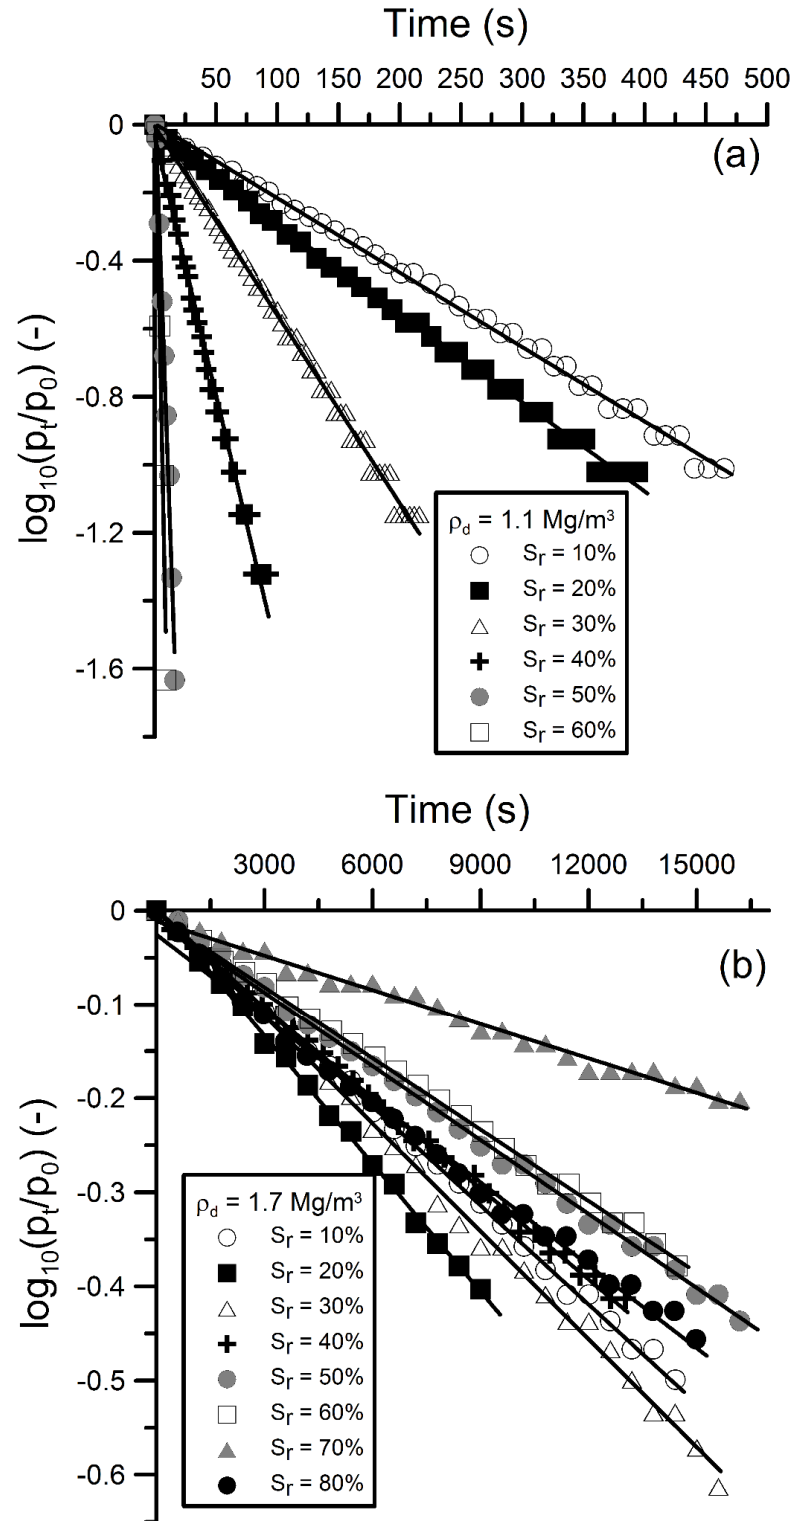 Time (s)
50 100 150 200 250 300 350 400 450 500
0
(a)
-0.4
-0.8
-1.2
-1.6
log10(pt/p0) (-)
ρd = 1.1 Mg/m³
Sr = 10%
Sr = 20%
Sr = 30%
Sr = 40%
Sr = 50%
Sr = 60%
Time (s)
3000 6000 9000 12000 15000
0
(b)
-0.1
-0.2
-0.3
-0.4
-0.5
-0.6
log10(pt/p0) (-)
ρd = 1.7 Mg/m³
Sr = 10%
Sr = 20%
Sr = 30%
Sr = 40%
Sr = 50%
Sr = 60%
Sr = 70%
Sr = 80%